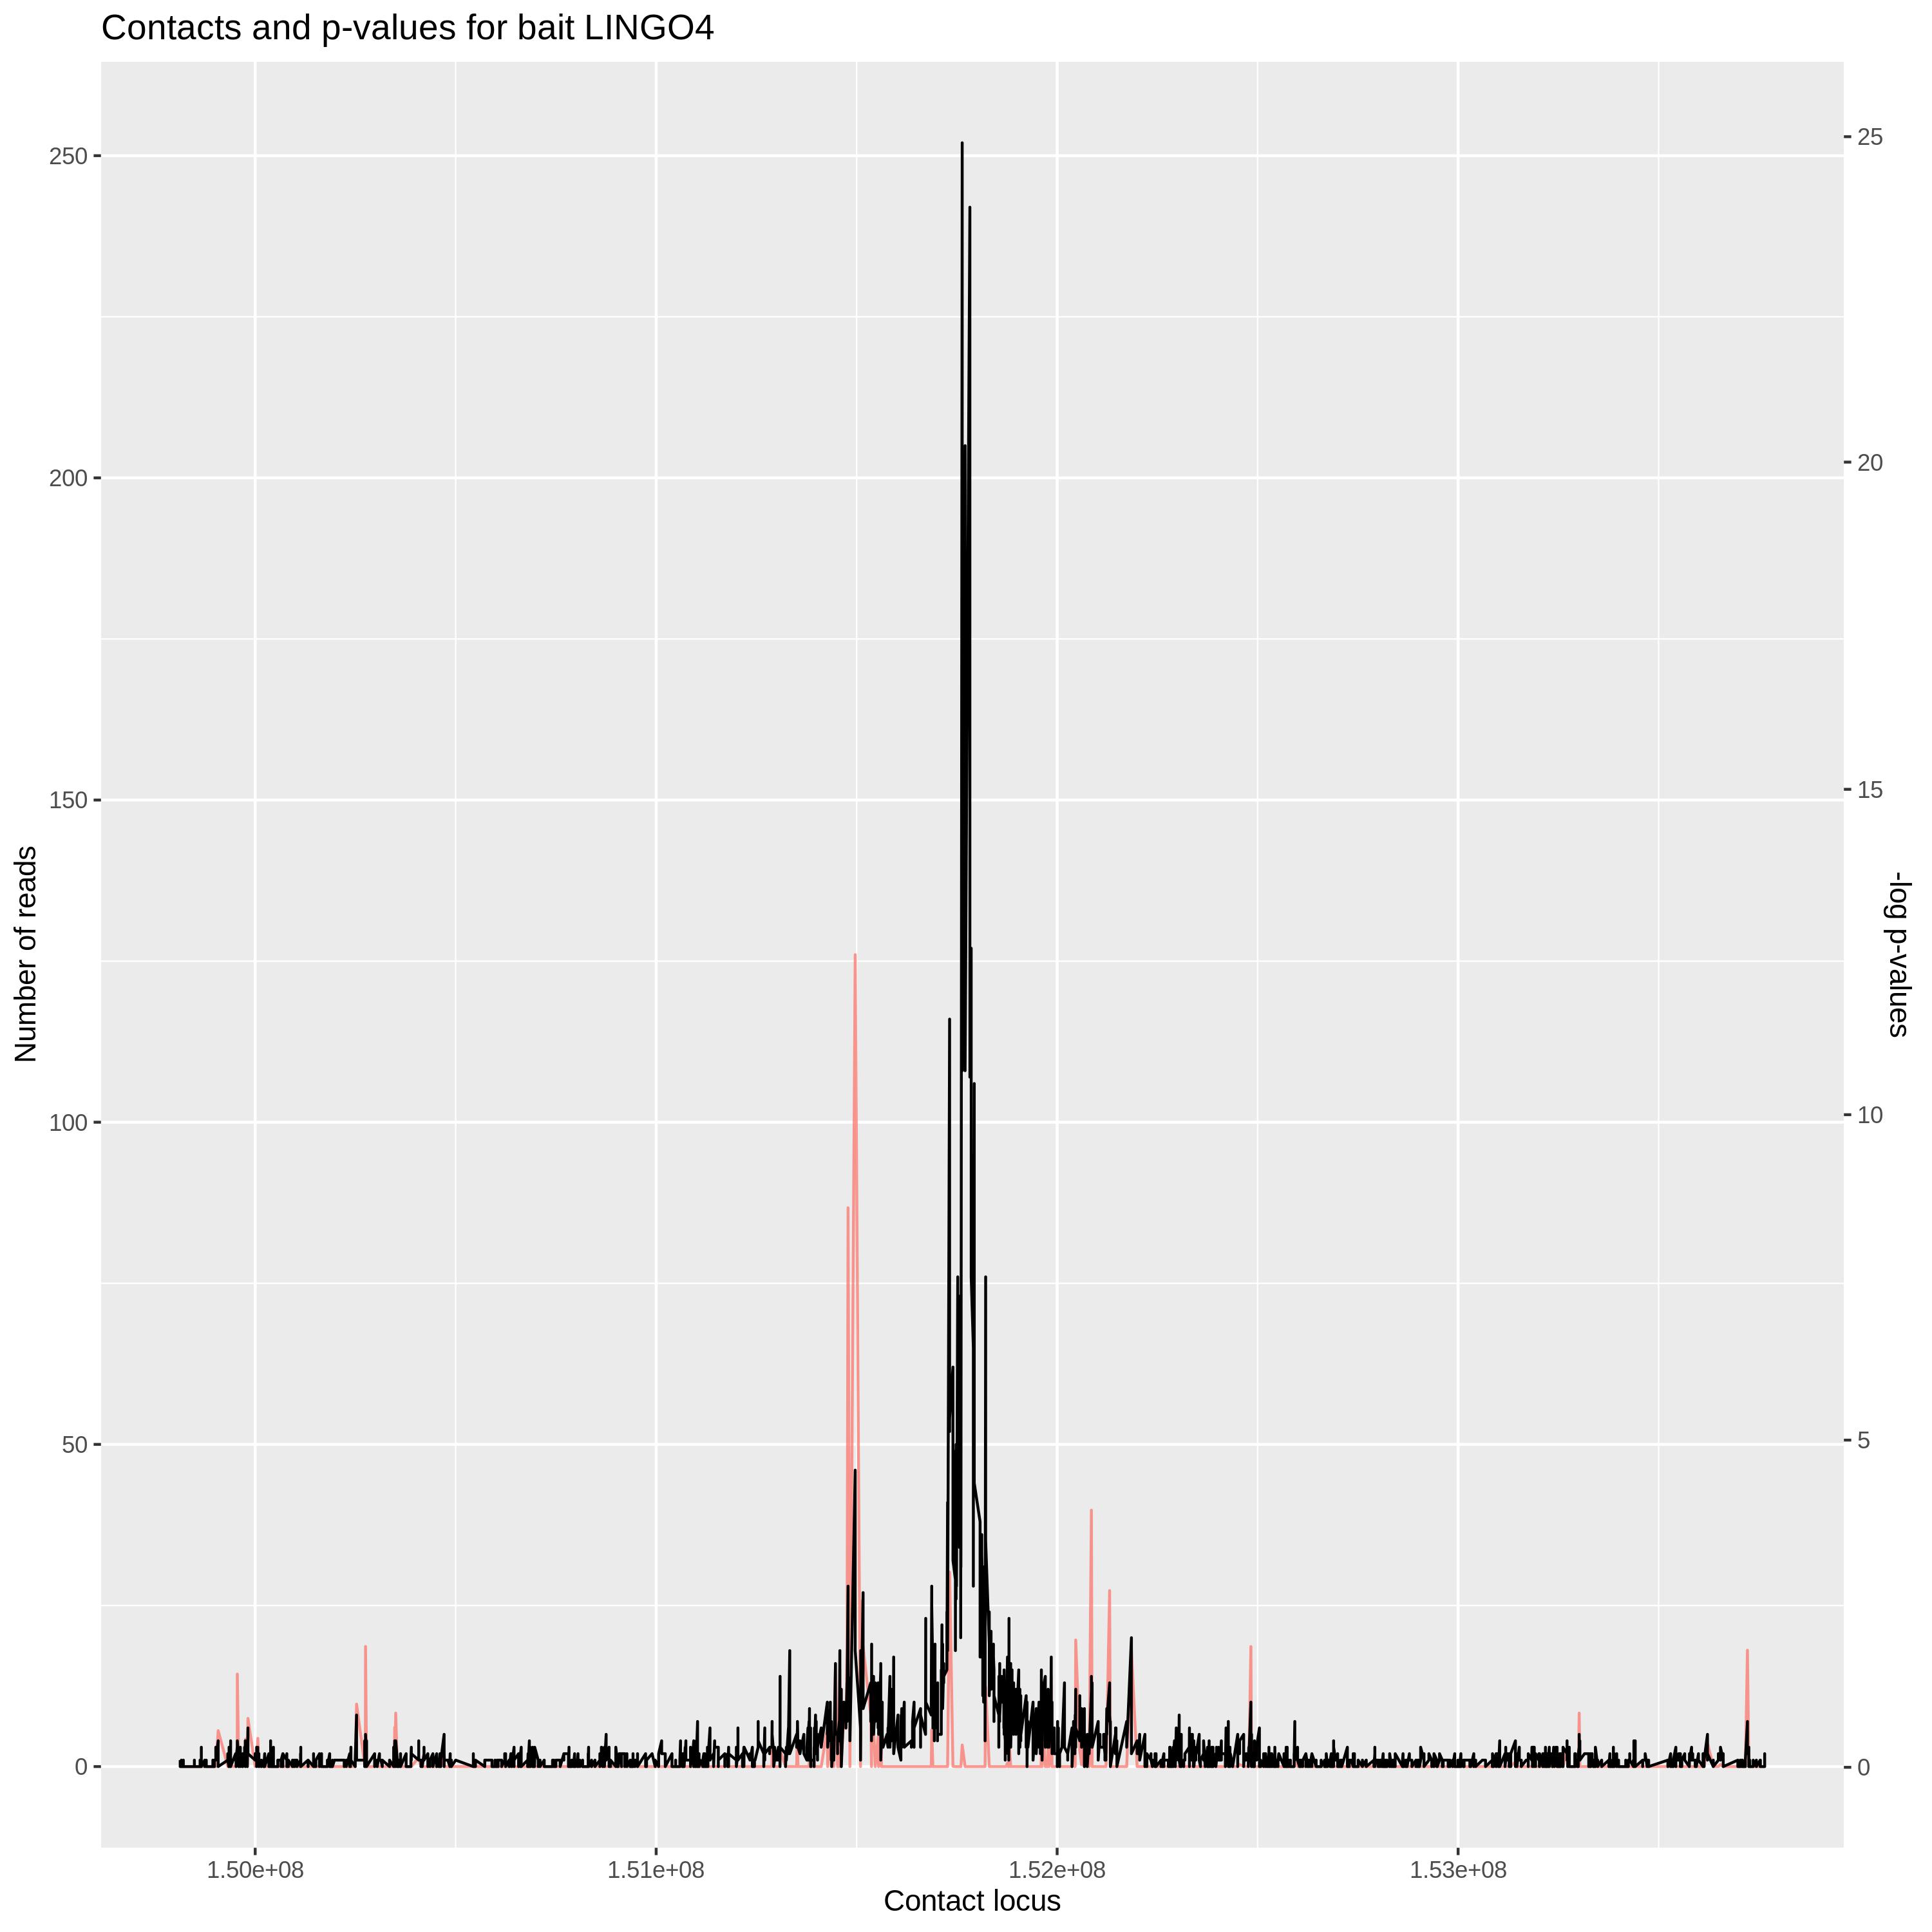 Contacts and p-values for bait LINGO4
250
200
150
100
50
0
Number of reads
25
20
15
10
5
0
-log p-values
1.50e+08 1.51e+08 1.52e+08 1.53e+08
Contact locus